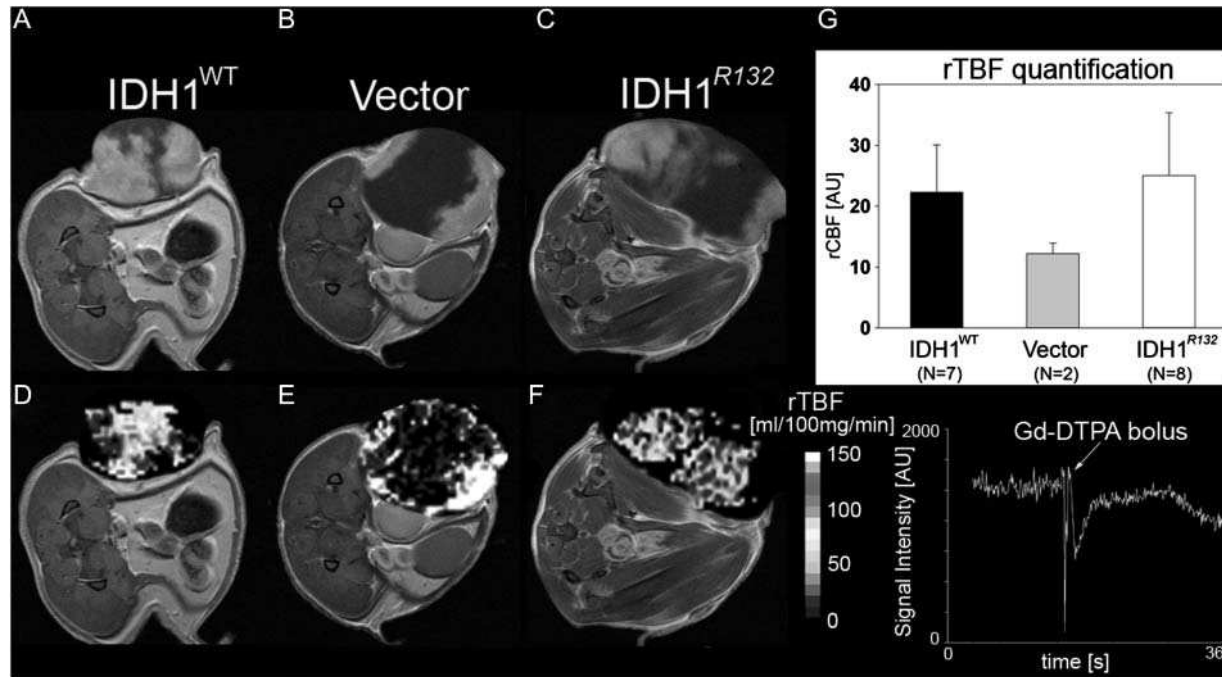 A
B
C
G
IDH1WT
Vector
IDH1R132
rTBF quantification
40
30
20
10
0
rCBF [AU]
IDH1WT
Vector
IDH1R132
(N=7)
(N=2)
(N=8)
D
E
F
rTBF
[ml/100mg/min]
150
100
50
0
2000
Gd-DTPA bolus
Signal Intensity [AU]
0
0
time [s]
36